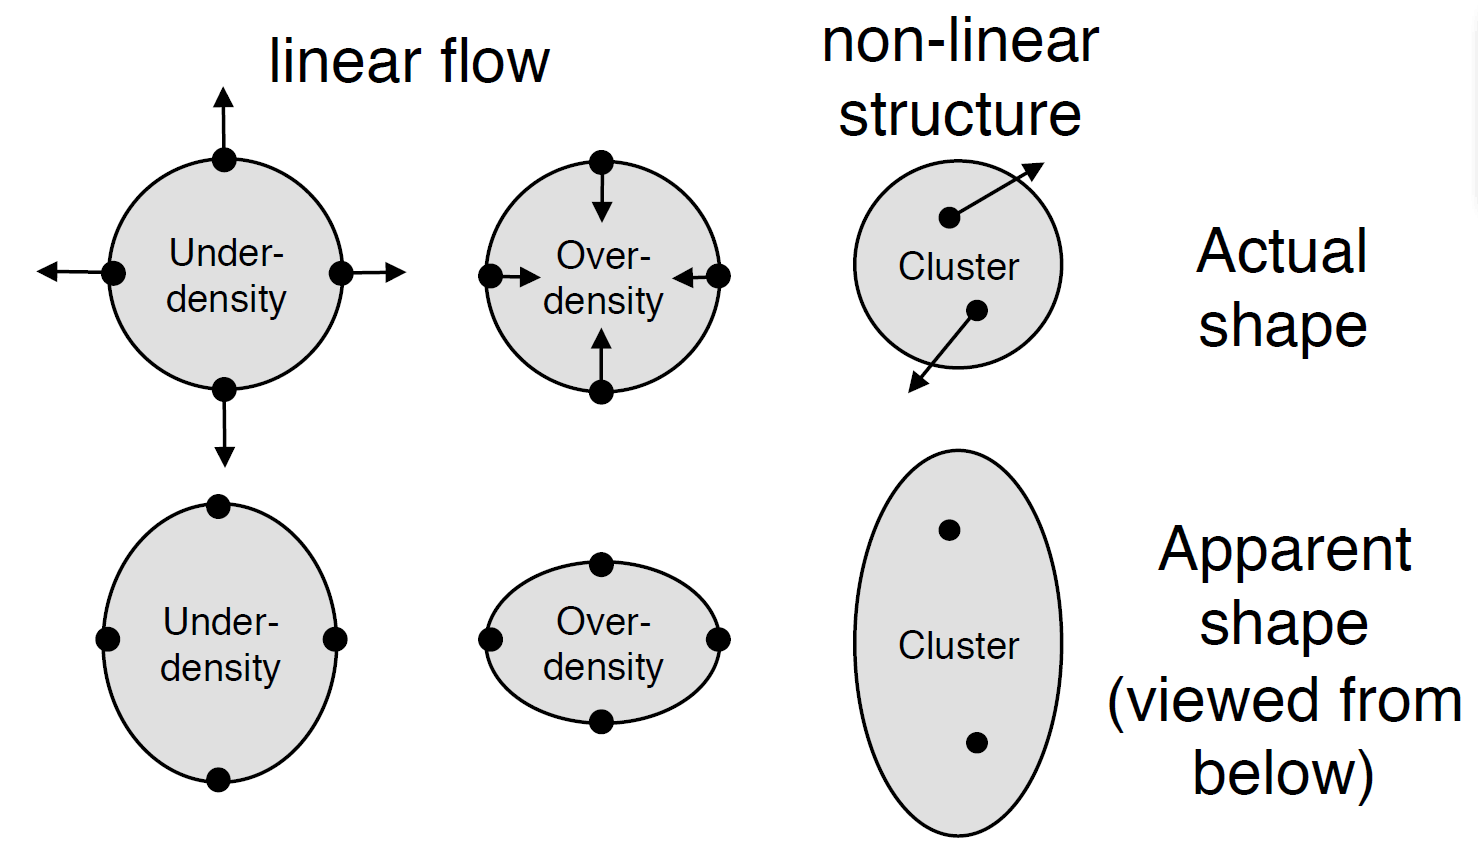 linear flow
non-linear
structure
Under-
density
Over-
density
Cluster
Actual
shape
Under-
density
Over-
density
Cluster
Apparent
shape
(viewed from
below)